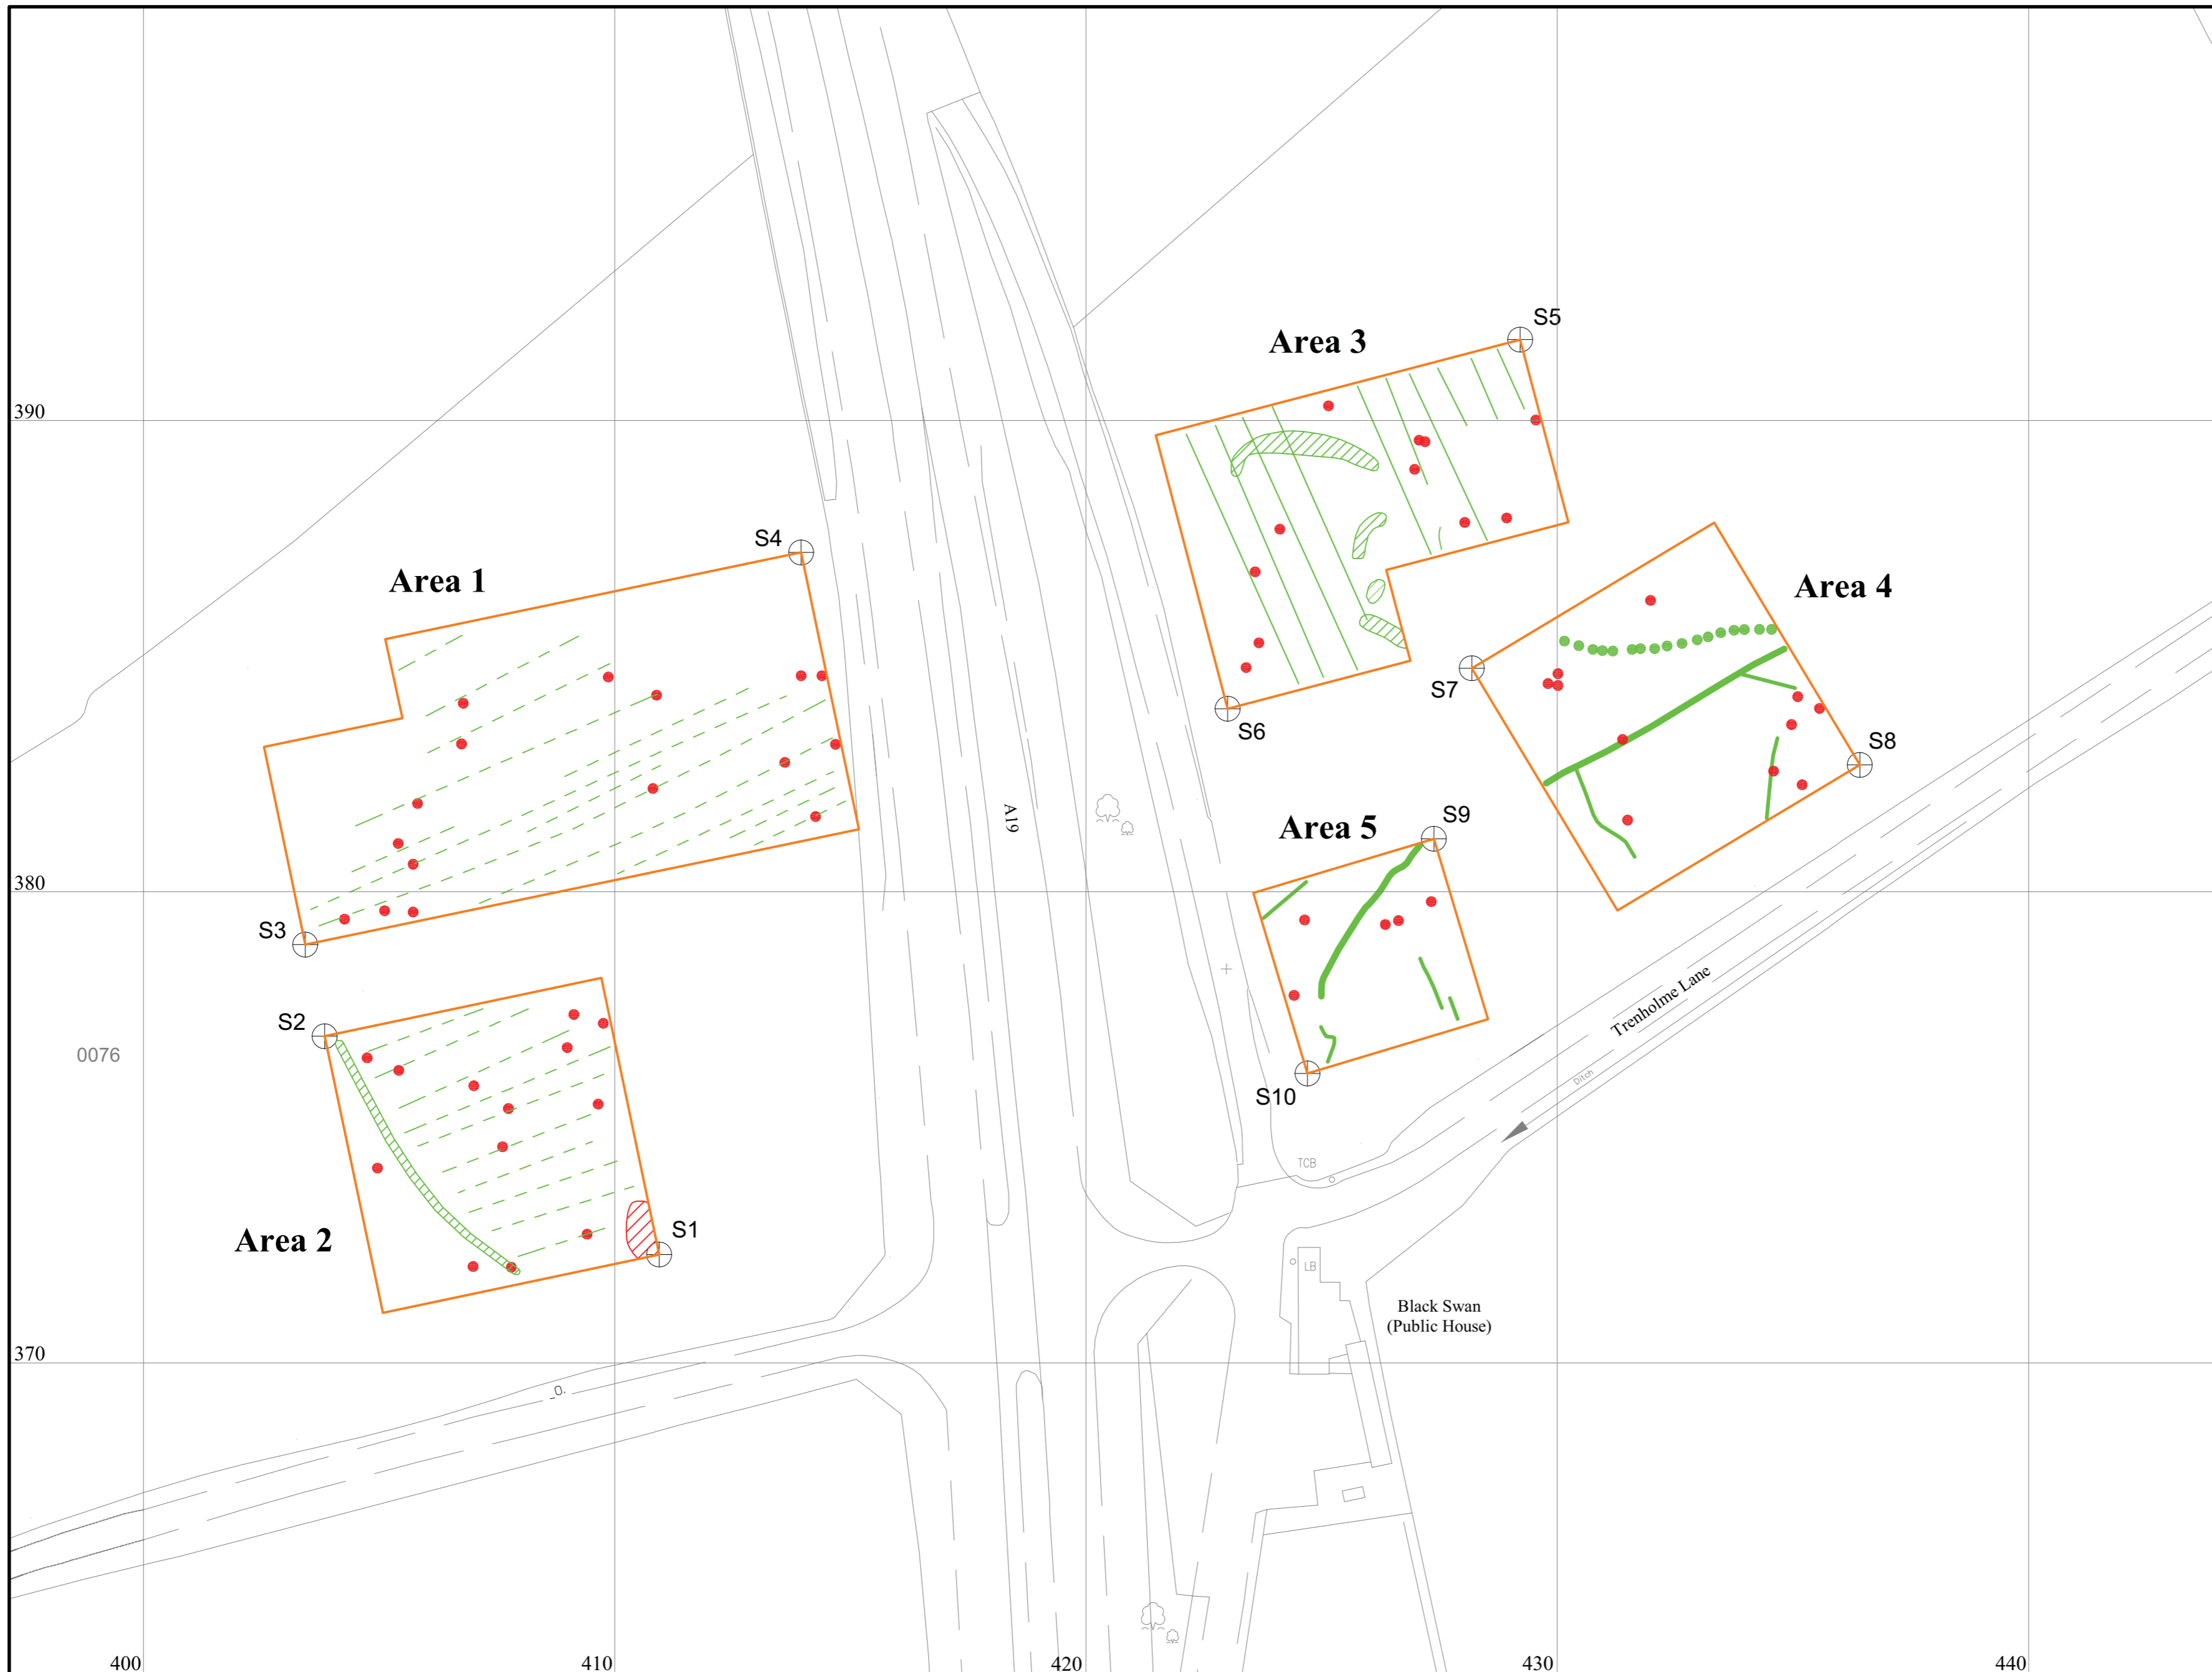 S5
Area 3
390
S4
Area 1
Area 4
S7
S6
S8
A19
S9
Area 5
380
S3
Trenholme Lane
S2
0076
Ditch
S10
TCB
S1
Area 2
LB
Black Swan
(Public House)
370
400
410
420
430
440